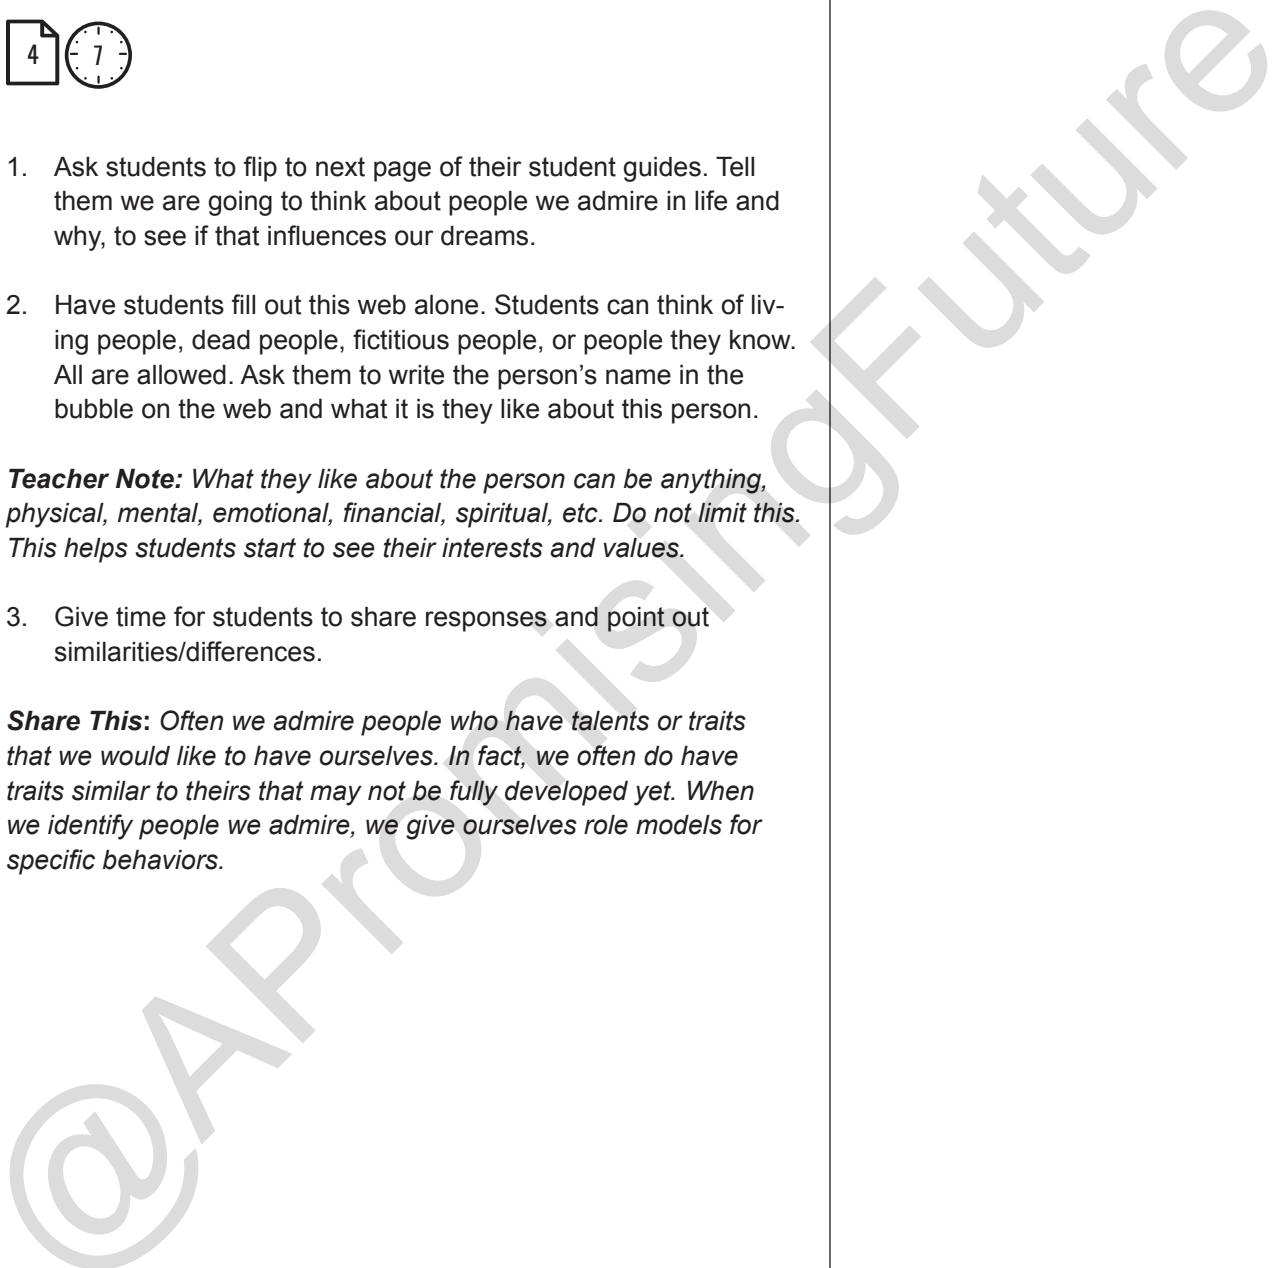 4 7
1. Ask students to flip to next page of their student guides. Tell
them we are going to think about people we admire in life and
why, to see if that influences our dreams.
2. Have students fill out this web alone. Students can think of liv-
ing people, dead people, fictitious people, or people they know.
All are allowed. Ask them to write the person’s name in the
bubble on the web and what it is they like about this person.
Teacher Note: What they like about the person can be anything,
physical, mental, emotional, financial, spiritual, etc. Do not limit this.
This helps students start to see their interests and values.
3. Give time for students to share responses and point out
similarities/differences.
Share This: Often we admire people who have talents or traits
that we would like to have ourselves. In fact, we often do have
traits similar to theirs that may not be fully developed yet. When
we identify people we admire, we give ourselves role models for
specific behaviors.
@APromisingFuture